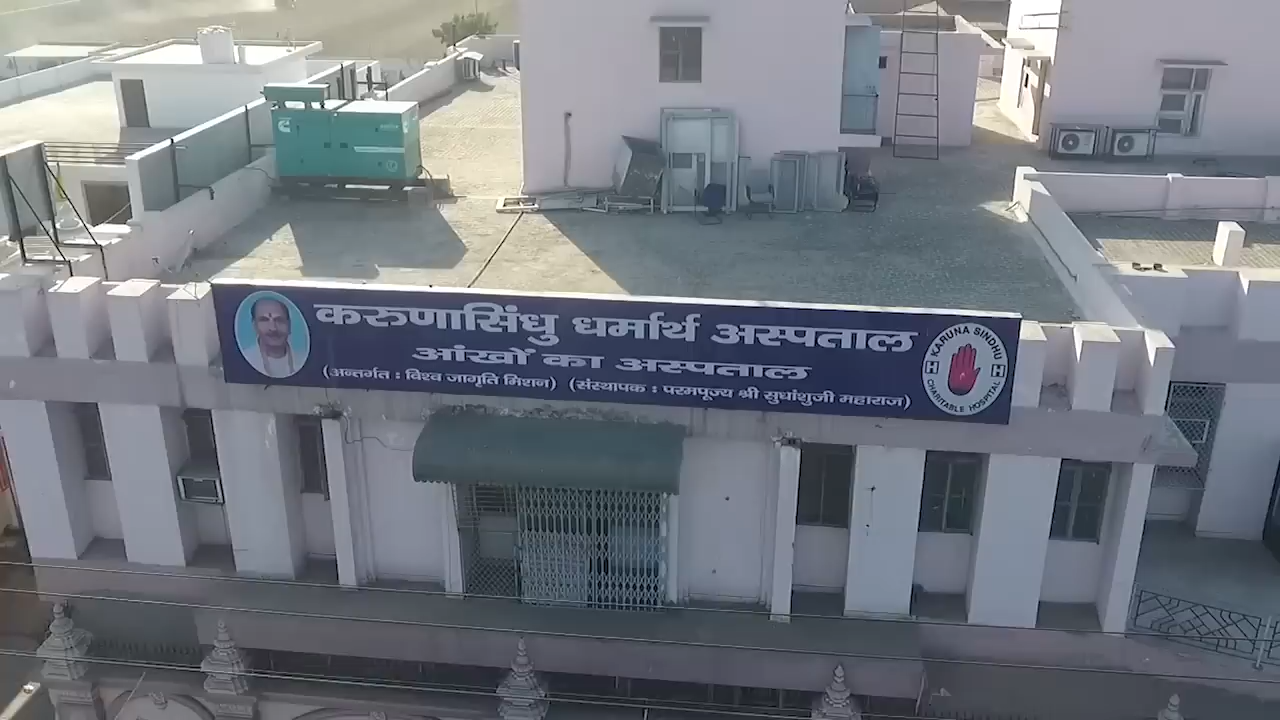 करुणासिंधु धर्मार्थ अस्पताल
आंखों का अस्पताल
(अन्तर्गत : विश्व जागृति मिशन) (संस्थापक : परमपूज्य श्री सुधांशुजी महाराज)
KARUNA SINDHU
H H
CHARITABLE HOSPITAL